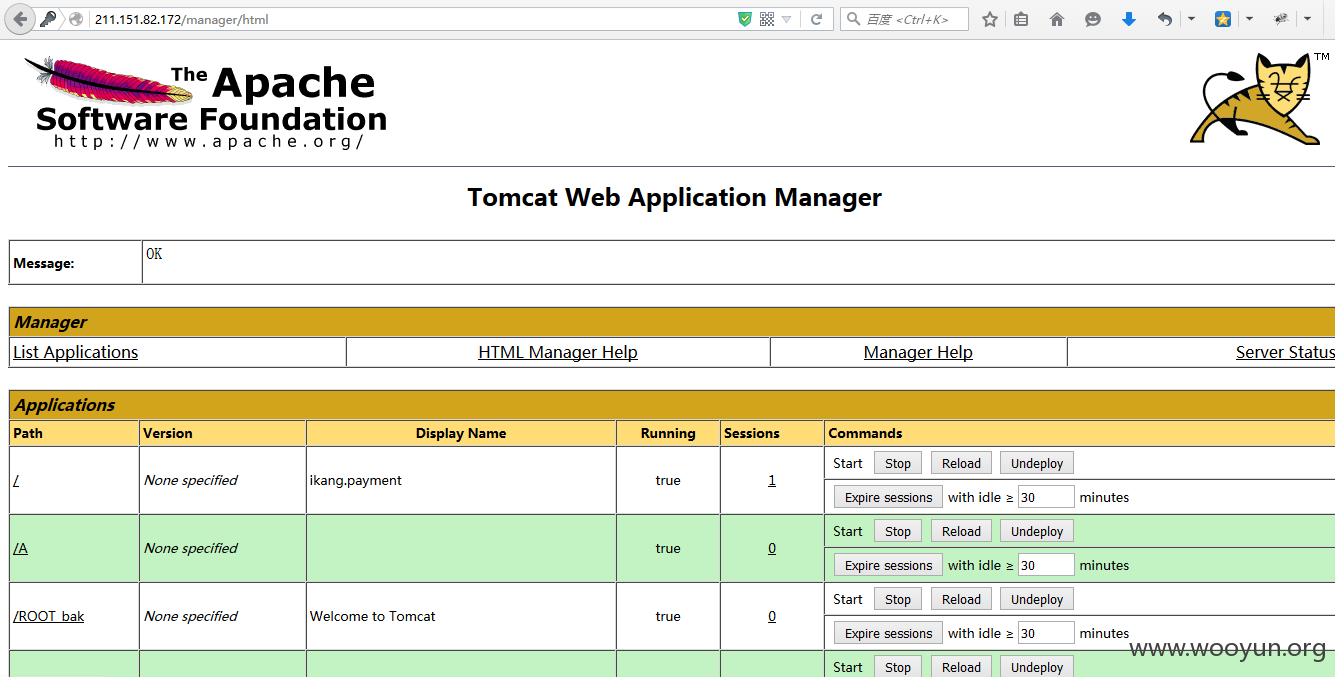 211.151.82.172/manager/html
百度 <Ctrl+K>
The Apache
Software Foundation
http://www.apache.org/
TM
Tomcat Web Application Manager
Message: OK
Manager
List Applications HTML Manager Help Manager Help Server Status
Applications
Path Version Display Name Running Sessions Commands
/ None specified ikang.payment true 1 Start Stop Reload Undeploy
Expire sessions with idle ≥ 30 minutes
/A None specified true 0 Start Stop Reload Undeploy
Expire sessions with idle ≥ 30 minutes
/ROOT_bak None specified Welcome to Tomcat true 0 Start Stop Reload Undeploy
Expire sessions with idle ≥ 30 minutes
Start Stop Reload Undeploy
www.wooyun.org